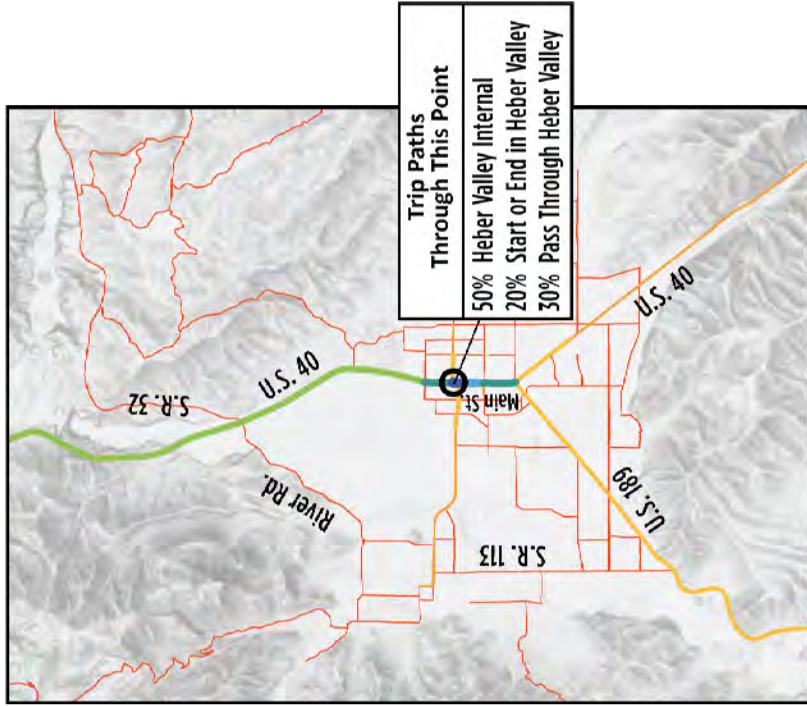 Trip Paths
Through This Point
50% Heber Valley Internal
20% Start or End in Heber Valley
30% Pass Through Heber Valley
S.R. 32
U.S. 40
River Rd.
Main St.
S.R. 113
U.S. 189
U.S. 40